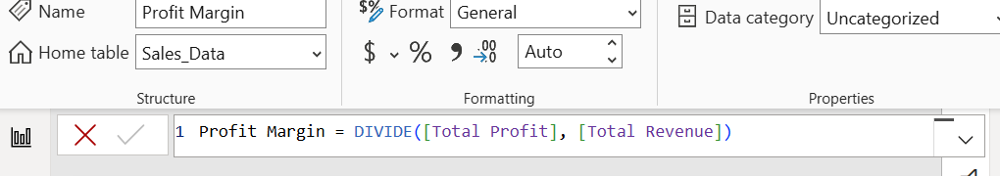 Name Profit Margin
Home table Sales_Data
$% Format General
$ % 9 .00 →.0 Auto
Data category Uncategorized
Structure
Formatting
Properties
1 Profit Margin = DIVIDE([Total Profit], [Total Revenue])